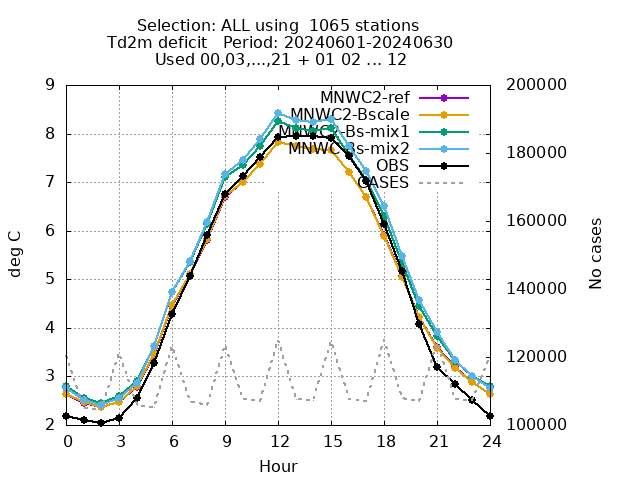 Selection: ALL using  1065 stations
Td2m deficit   Period: 20240601-20240630
Used 00,03,...,21 + 01 02 ... 12
MNWC2-ref
MNWC2-Bscale
MNWC2-Bs-mix1
MNWC2-Bs-mix2
OBS
CASES
deg C
9
8
7
6
5
4
3
2
200000
180000
160000
140000
120000
100000
No cases
0 3 6 9 12 15 18 21 24
Hour